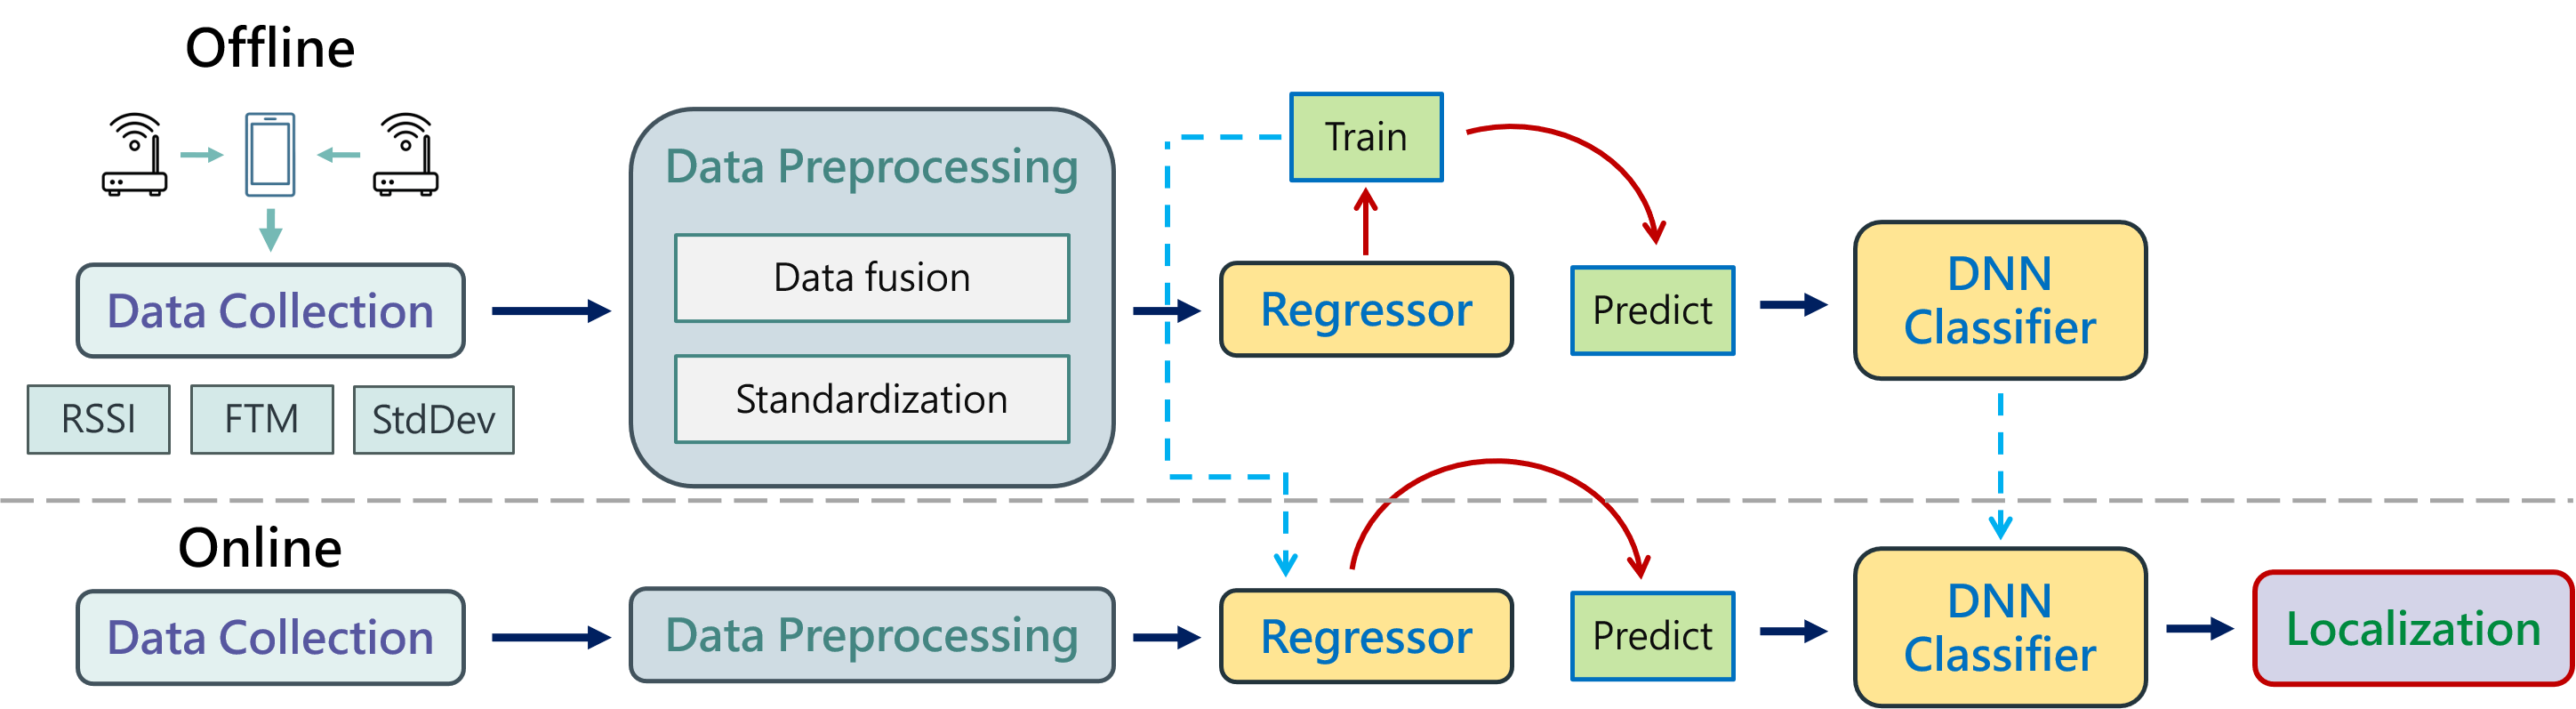 Offline
Data Collection
RSSI
FTM
StdDev
Data Preprocessing
Data fusion
Standardization
Train
Regressor
Predict
DNN
Classifier
Online
Data Collection
Data Preprocessing
Regressor
Predict
DNN
Classifier
Localization